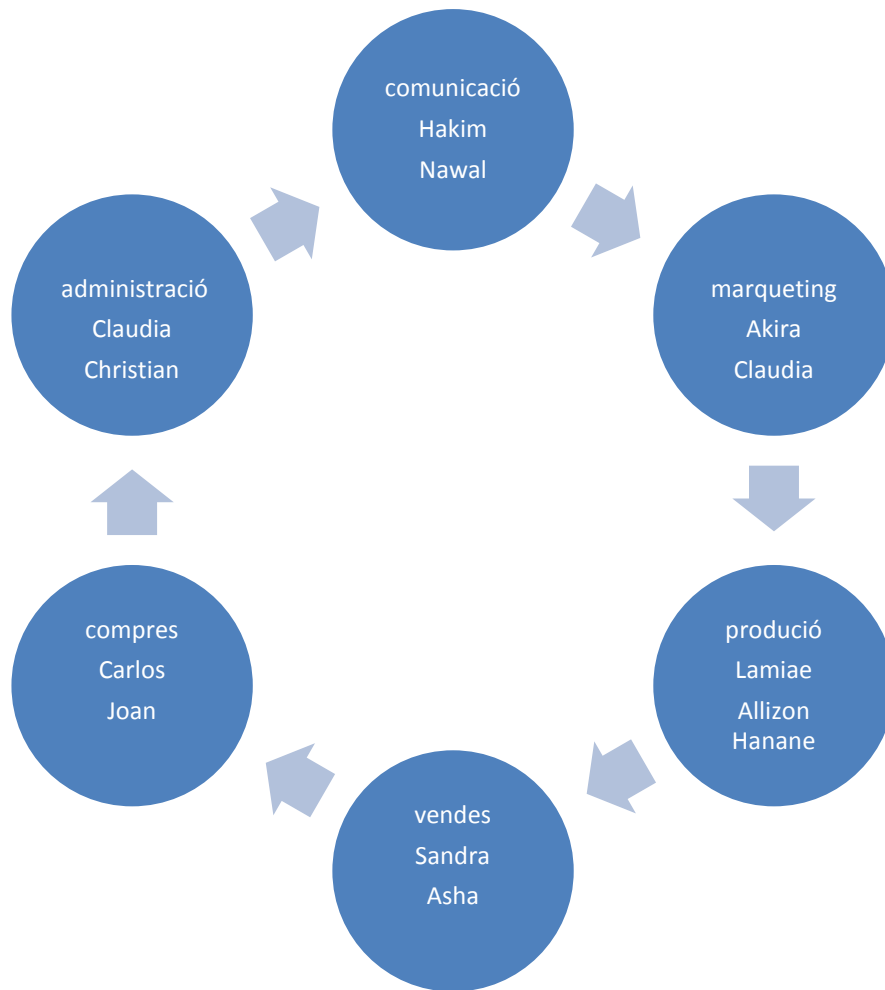 comunicació
Hakim
Nawal
marqueting
Akira
Claudia
produció
Lamiae
Allizon
Hanane
vendes
Sandra
Asha
compres
Carlos
Joan
administració
Claudia
Christian